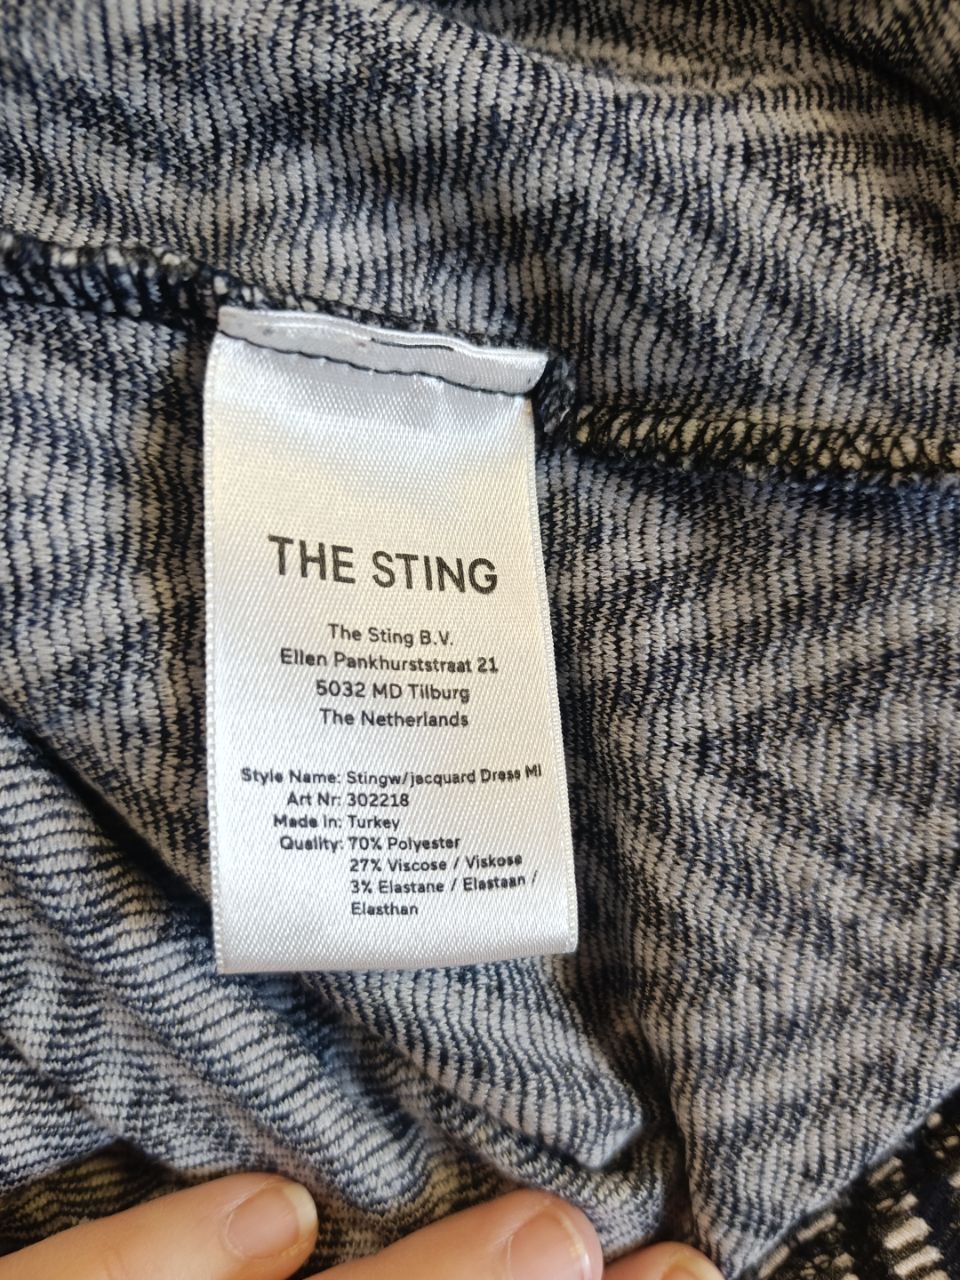 THE STING
The Sting B.V.
Ellen Pankhurststraat 21
5032 MD Tilburg
The Netherlands
Style Name: Stingw/jacquard Dress MI
Art Nr: 302218
Made in: Turkey
Quality: 70% Polyester
27% Viscose / Viskose
3% Elastane / Elastaan /
Elasthan